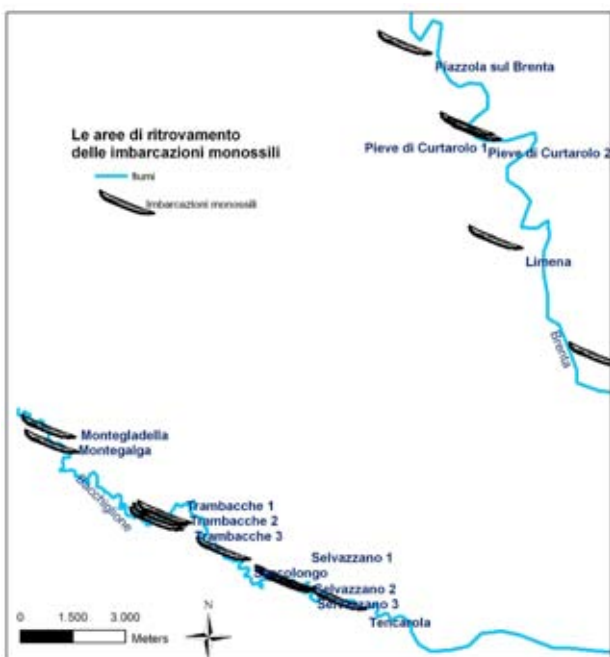 Piazzola sul Brenta
Le aree di ritrovamento
delle imbarcazioni monossili
fiumi
Imbarcazioni monossili
Pieve di Curtarolo 1
Pieve di Curtarolo 2
Limena
Brenta
Montegladella
Montegalga
Bacchiglione
Trambacche 1
Trambacche 2
Trambacche 3
Selvazzano 1
Selvazzano 2
Selvazzano 3
Tencarola
N
0 1.500 3.000
Meters